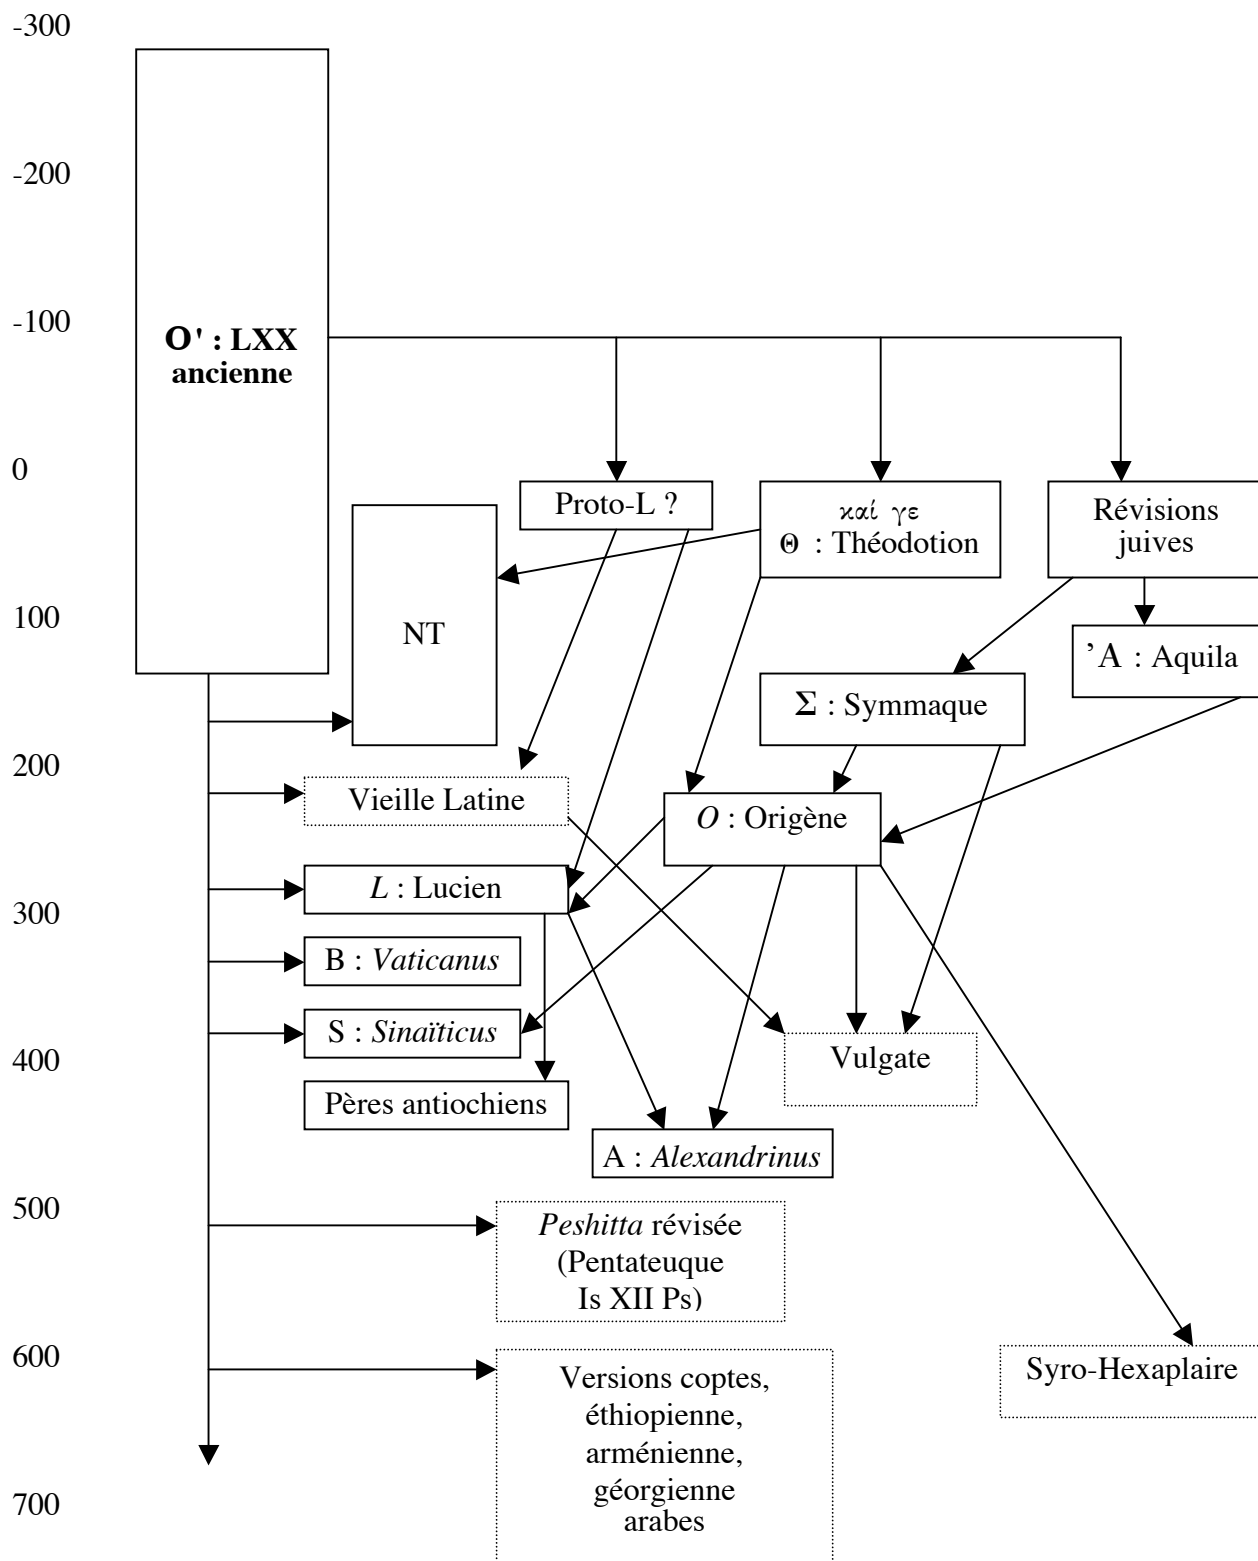 -300
-200
-100
O' : LXX
ancienne
0
Proto-L ?
καί γε
Θ : Théodotion
Révisions
juives
100
NT
’A : Aquila
Σ : Symmaque
200
Vieille Latine
O : Origène
L : Lucien
300
B : Vaticanus
S : Sinaïticus
400
Vulgate
Pères antiochiens
A : Alexandrinus
500
Peshitta révisée
(Pentateuque
Is XII Ps)
600
Syro-Hexaplaire
Versions coptes,
éthiopienne,
arménienne,
géorgienne
arabes
700